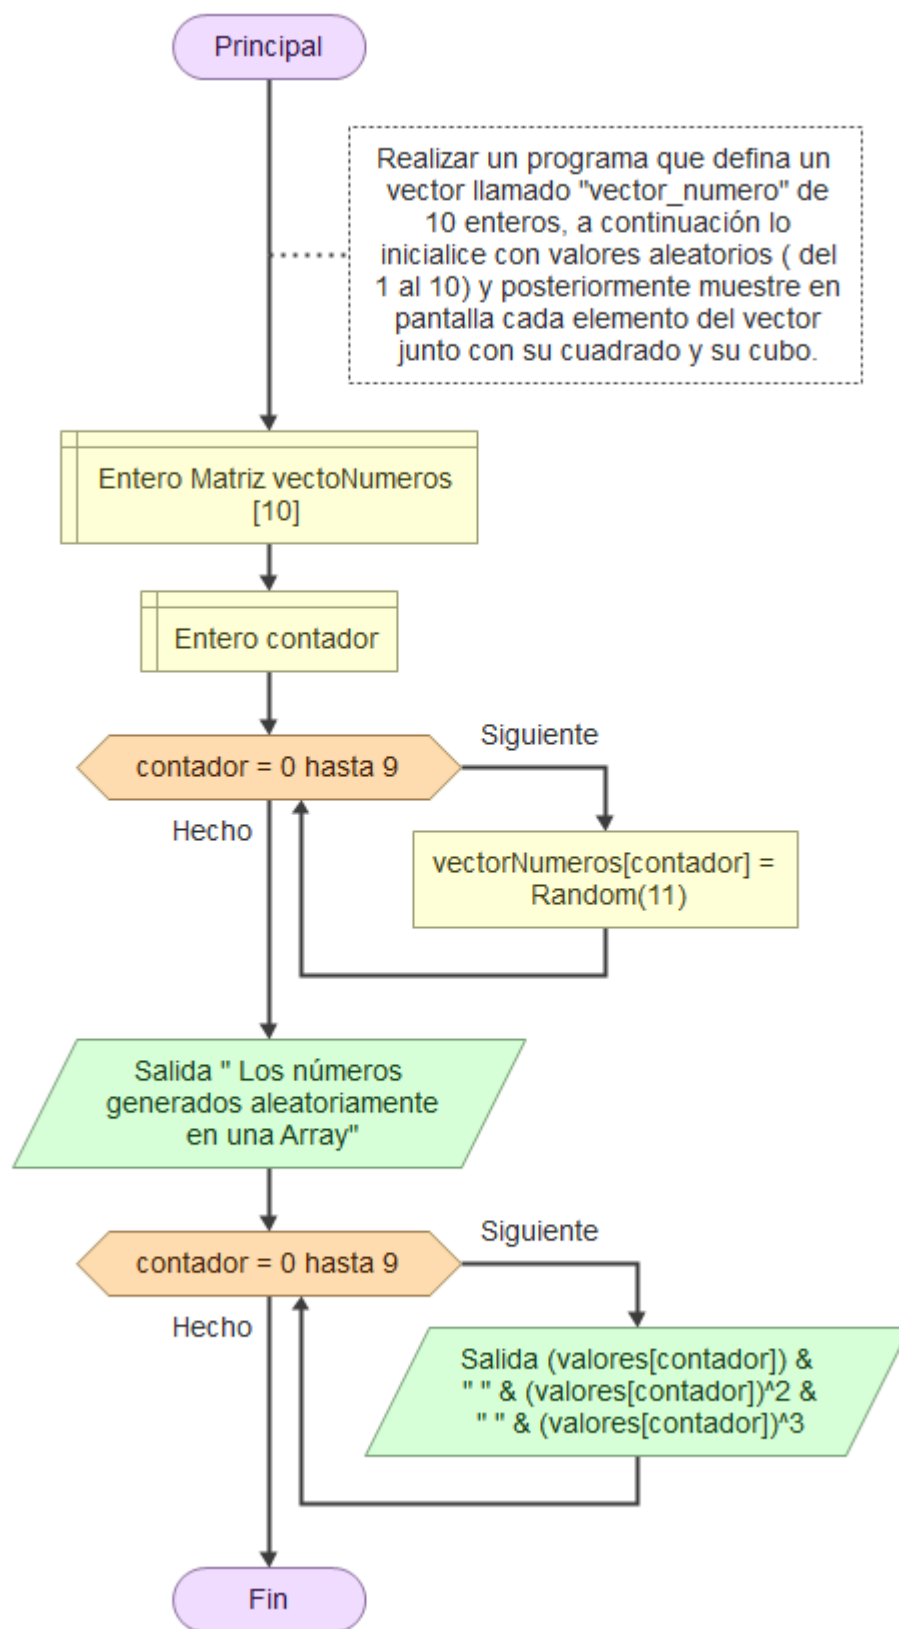 Principal
Realizar un programa que defina un
vector llamado "vector_numero" de
10 enteros, a continuación lo
inicialice con valores aleatorios ( del
1 al 10) y posteriormente muestre en
pantalla cada elemento del vector
junto con su cuadrado y su cubo.
Entero Matriz vectoNumeros
[10]
Entero contador
contador = 0 hasta 9
Siguiente
Hecho
vectorNumeros[contador] =
Random(11)
Salida " Los números
generados aleatoriamente
en una Array"
contador = 0 hasta 9
Siguiente
Hecho
Salida (valores[contador]) &
" " & (valores[contador])^2 &
" " & (valores[contador])^3
Fin